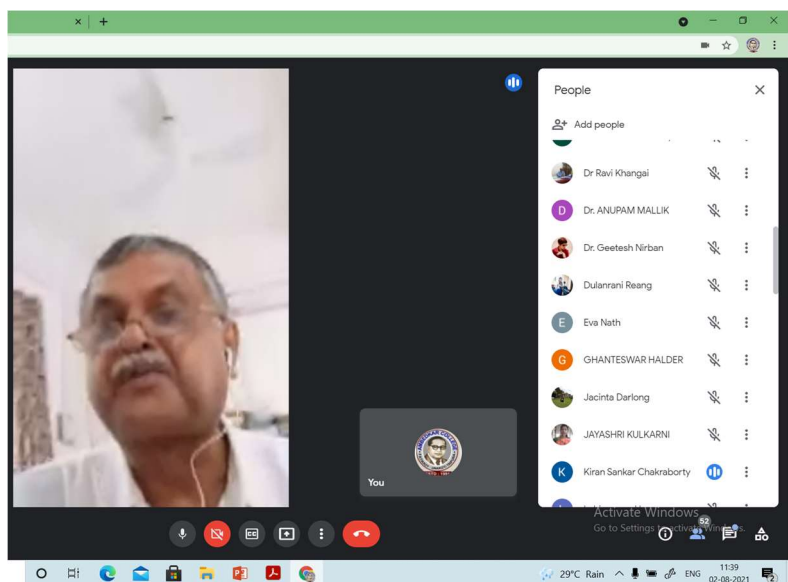 People
Add people
Dr Ravi Khangai
Dr. ANUPAM MALLIK
D
Dr. Geetesh Nirban
Dulanrani Reang
E
Eva Nath
G
GHANTESWAR HALDER
Jacinta Darlong
JAYASHRI KULKARNI
K
Kiran Sankar Chakraborty
You
Activate Windows
Go to Settings to activate Windows.
52
CC
29°C Rain
ENG
11:39
02-08-2021
2